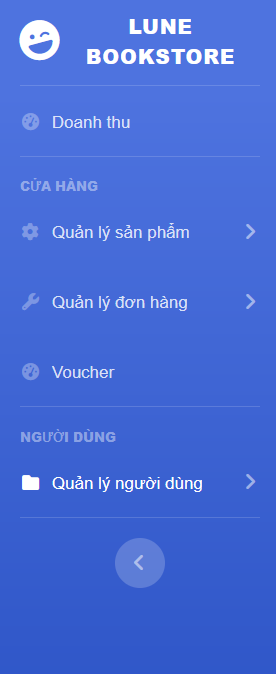 LUNE
BOOKSTORE
Doanh thu
CỬA HÀNG
Quản lý sản phẩm
Quản lý đơn hàng
Voucher
NGƯỜI DÙNG
Quản lý người dùng